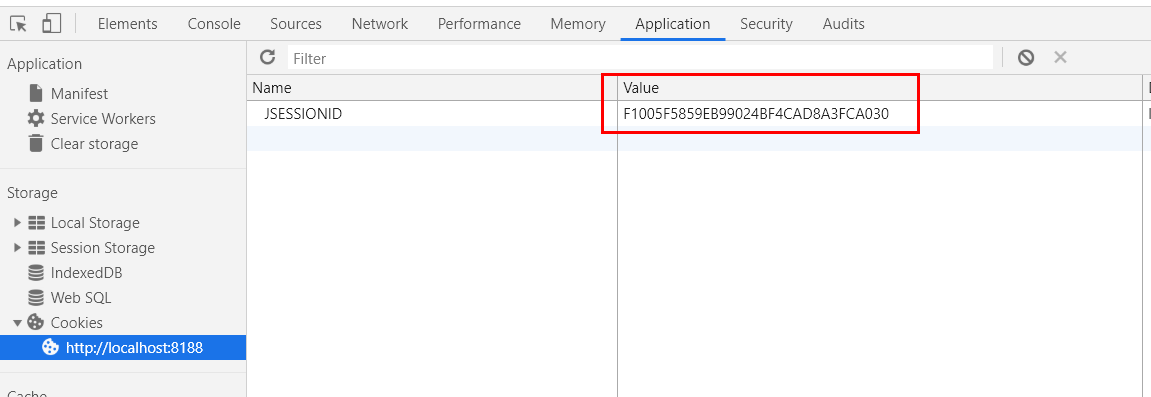 Elements Console Sources Network Performance Memory Application Security Audits
Application
Manifest
Service Workers
Clear storage
Storage
Local Storage
Session Storage
IndexedDB
Web SQL
Cookies
http://localhost:8188
Filter
Name Value
JSESSIONID F1005F5859EB99024BF4CAD8A3FCA030